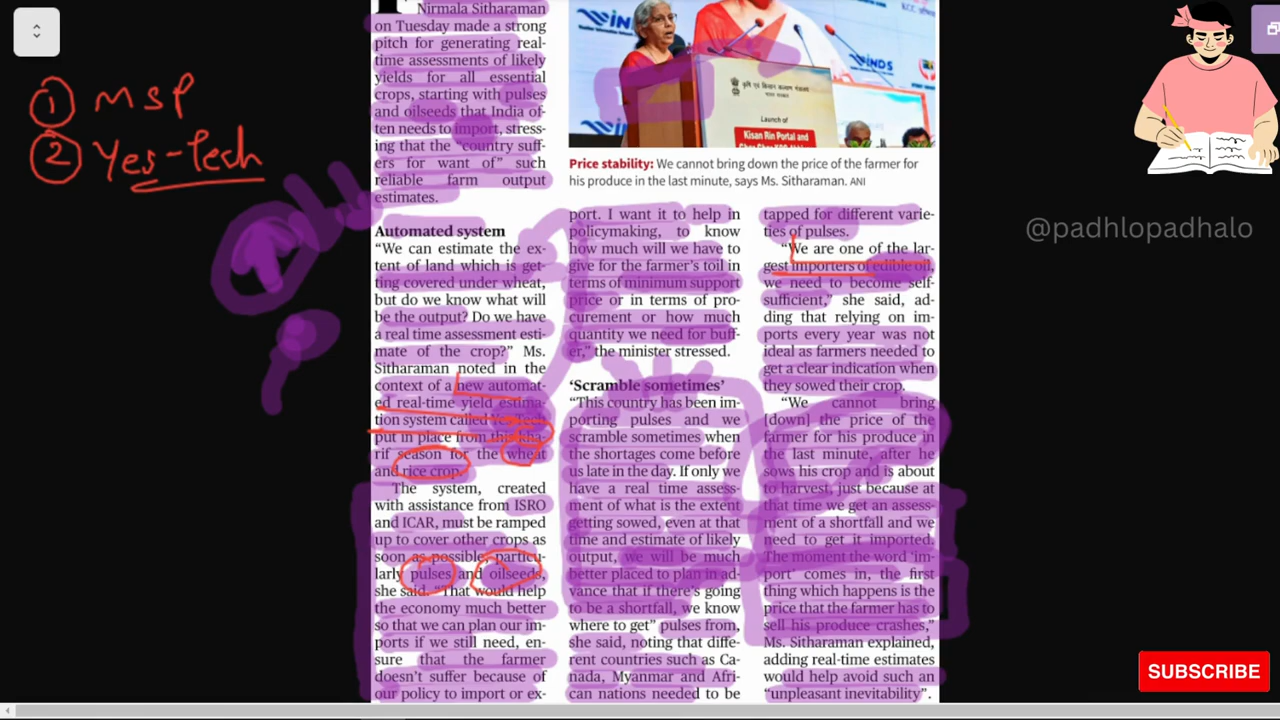 ① MSP
② Yes-Tech
Nirmala Sitharaman
on Tuesday made a strong
pitch for generating real-
time assessments of likely
yields for all essential
crops, starting with pulses
and oilseeds that India of-
ten needs to import, stress-
ing that the "country suff-
ers for want of" such
reliable farm output
estimates.
Automated system
"We can estimate the ex-
tent of land which is get-
ting covered under wheat,
but do we know what will
be the output? Do we have
a real time assessment esti-
mate of the crop?" Ms.
Sitharaman noted in the
context of a new automat-
ed real-time yield estima-
tion system called Yes-Tech
put in place from this kha-
rif season for the wheat
and rice crop.
The system, created
with assistance from ISRO
and ICAR, must be ramped
up to cover other crops as
soon as possible, particu-
larly pulses and oilseeds,
she said. "That would help
the economy much better
so that we can plan our im-
ports if we still need, en-
sure that the farmer
doesn't suffer because of
our policy to import or ex-
INDS
कृषि एवं किसान कल्याण मंत्रालय
Launch of
Kisan Rin Portal and
Price stability: We cannot bring down the price of the farmer for
his produce in the last minute, says Ms. Sitharaman. ANI
port. I want it to help in
policymaking, to know
how much will we have to
give for the farmer's toil in
terms of minimum support
price or in terms of pro-
curement or how much
quantity we need for buff-
er," the minister stressed.
'Scramble sometimes'
"This country has been im-
porting pulses and we
scramble sometimes when
the shortages come before
us late in the day. If only we
have a real time assess-
ment of what is the extent
getting sowed, even at that
time and estimate of likely
output, we will be much
better placed to plan in ad-
vance that if there's going
to be a shortfall, we know
where to get" pulses from,
she said, noting that diffe-
rent countries such as Ca-
nada, Myanmar and Afri-
can nations needed to be
tapped for different varie-
ties of pulses.
"We are one of the lar-
gest importers of edible oil,
we need to become self-
sufficient," she said, ad-
ding that relying on im-
ports every year was not
ideal as farmers needed to
get a clear indication when
they sowed their crop.
"We cannot bring
[down] the price of the
farmer for his produce in
the last minute, after he
sows his crop and is about
to harvest, just because at
that time we get an assess-
ment of a shortfall and we
need to get it imported.
The moment the word 'im-
port' comes in, the first
thing which happens is the
price that the farmer has to
sell his produce crashes,"
Ms. Sitharaman explained,
adding real-time estimates
would help avoid such an
"unpleasant inevitability".
@padhlopadhalo
SUBSCRIBE